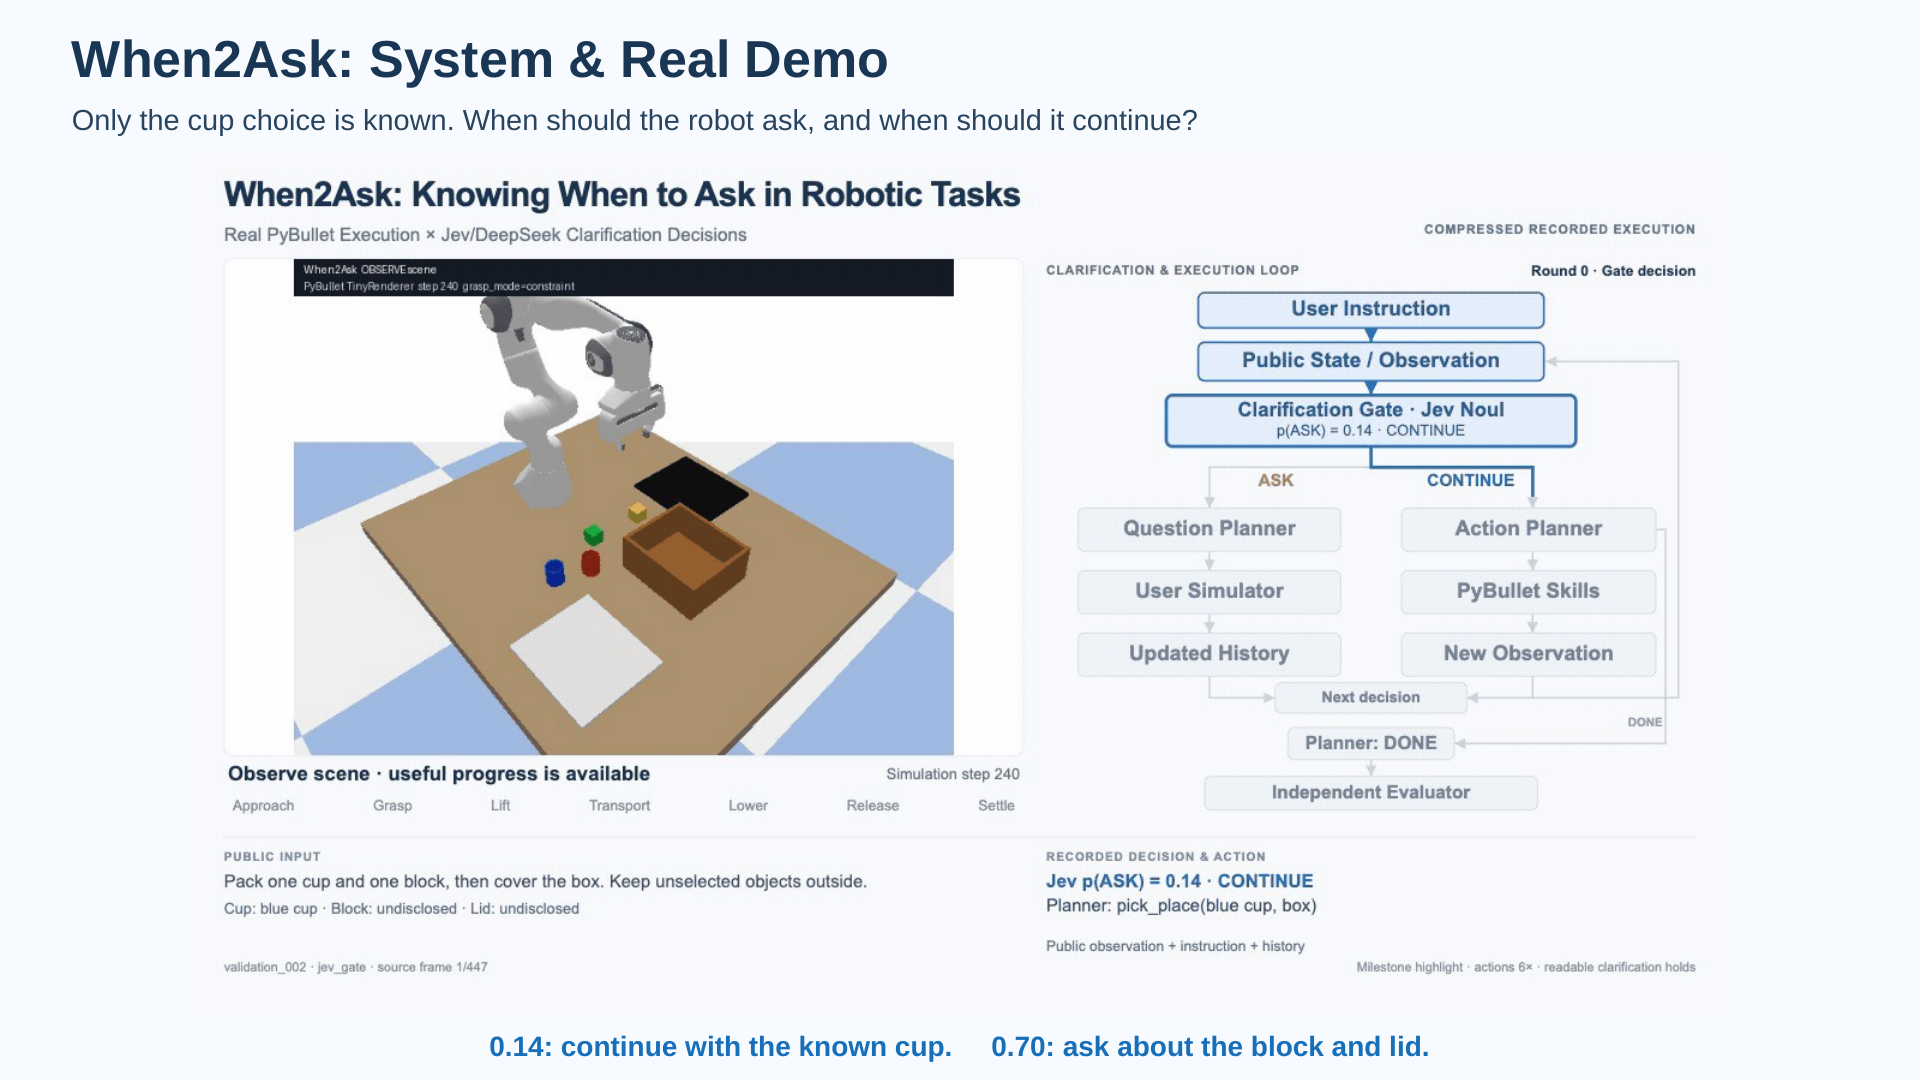 When2Ask: System & Real Demo
Only the cup choice is known. When should the robot ask, and when should it continue?
When2Ask: Knowing When to Ask in Robotic Tasks
Real PyBullet Execution × Jev/DeepSeek Clarification Decisions
COMPRESSED RECORDED EXECUTION
When2Ask OBSERVEscene
PyBullet TinyRenderer step 240 grasp_mode=constraint
CLARIFICATION & EXECUTION LOOP
Round 0 · Gate decision
User Instruction
Public State / Observation
Clarification Gate · Jev Noul
p(ASK) = 0.14 · CONTINUE
ASK
CONTINUE
Question Planner
Action Planner
User Simulator
PyBullet Skills
Updated History
New Observation
Next decision
DONE
Planner: DONE
Independent Evaluator
Observe scene · useful progress is available
Simulation step 240
Approach Grasp Lift Transport Lower Release Settle
PUBLIC INPUT
Pack one cup and one block, then cover the box. Keep unselected objects outside.
Cup: blue cup · Block: undisclosed · Lid: undisclosed
validation_002 · jev_gate · source frame 1/447
RECORDED DECISION & ACTION
Jev p(ASK) = 0.14 · CONTINUE
Planner: pick_place(blue cup, box)
Public observation + instruction + history
Milestone highlight · actions 6× · readable clarification holds
0.14: continue with the known cup. 0.70: ask about the block and lid.